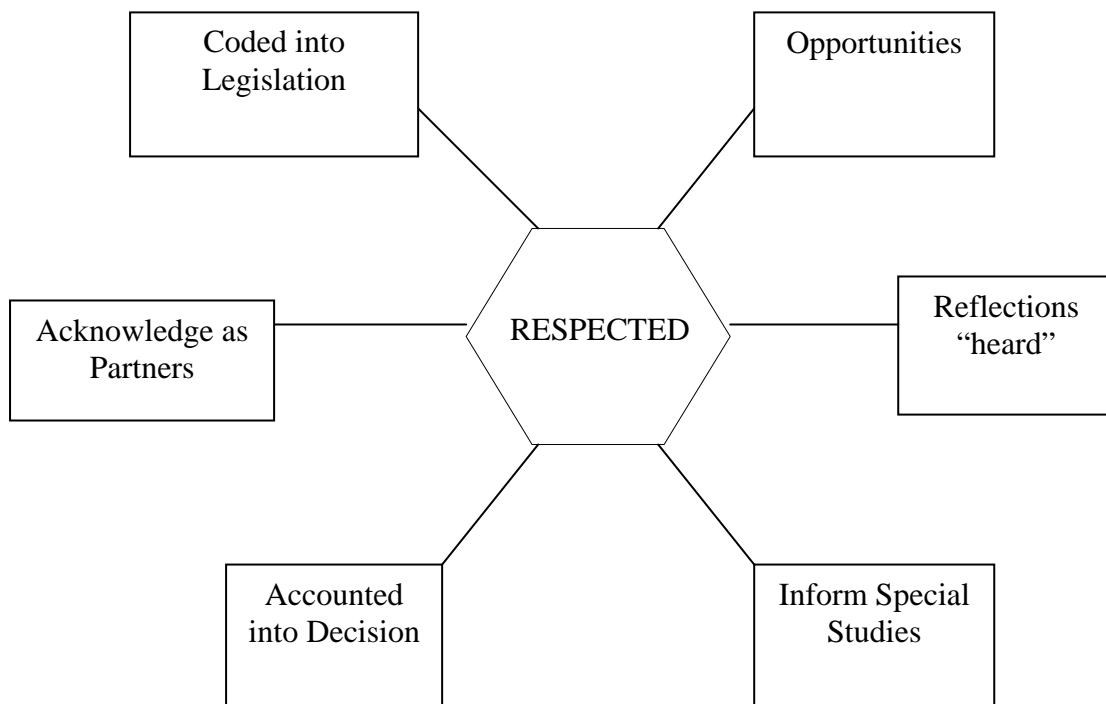 Coded into
Legislation
Opportunities
RESPECTED
Acknowledge as
Partners
Reflections
“heard”
Accounted
into Decision
Inform Special
Studies